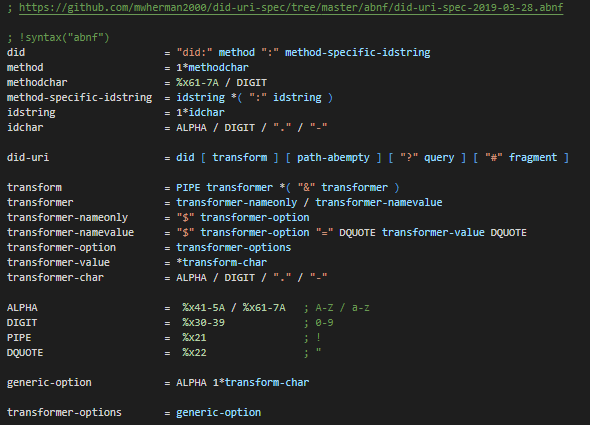 ; https://github.com/mwherman2000/did-uri-spec/tree/master/abnf/did-uri-spec-2019-03-28.abnf
; !syntax("abnf")
did = "did:" method ":" method-specific-idstring
method = 1*methodchar
methodchar = %x61-7A / DIGIT
method-specific-idstring = idstring *( ":" idstring )
idstring = 1*idchar
idchar = ALPHA / DIGIT / "." / "-"
did-uri = did [ transform ] [ path-abempty ] [ "?" query ] [ "#" fragment ]
transform = PIPE transformer *( "&" transformer )
transformer = transformer-nameonly / transformer-namevalue
transformer-nameonly = "$" transformer-option
transformer-namevalue = "$" transformer-option "=" DQUOTE transformer-value DQUOTE
transformer-option = transformer-options
transformer-value = *transform-char
transformer-char = ALPHA / DIGIT / "." / "-"
ALPHA = %x41-5A / %x61-7A ; A-Z / a-z
DIGIT = %x30-39 ; 0-9
PIPE = %x21 ; !
DQUOTE = %x22 ; "
generic-option = ALPHA 1*transform-char
transformer-options = generic-option